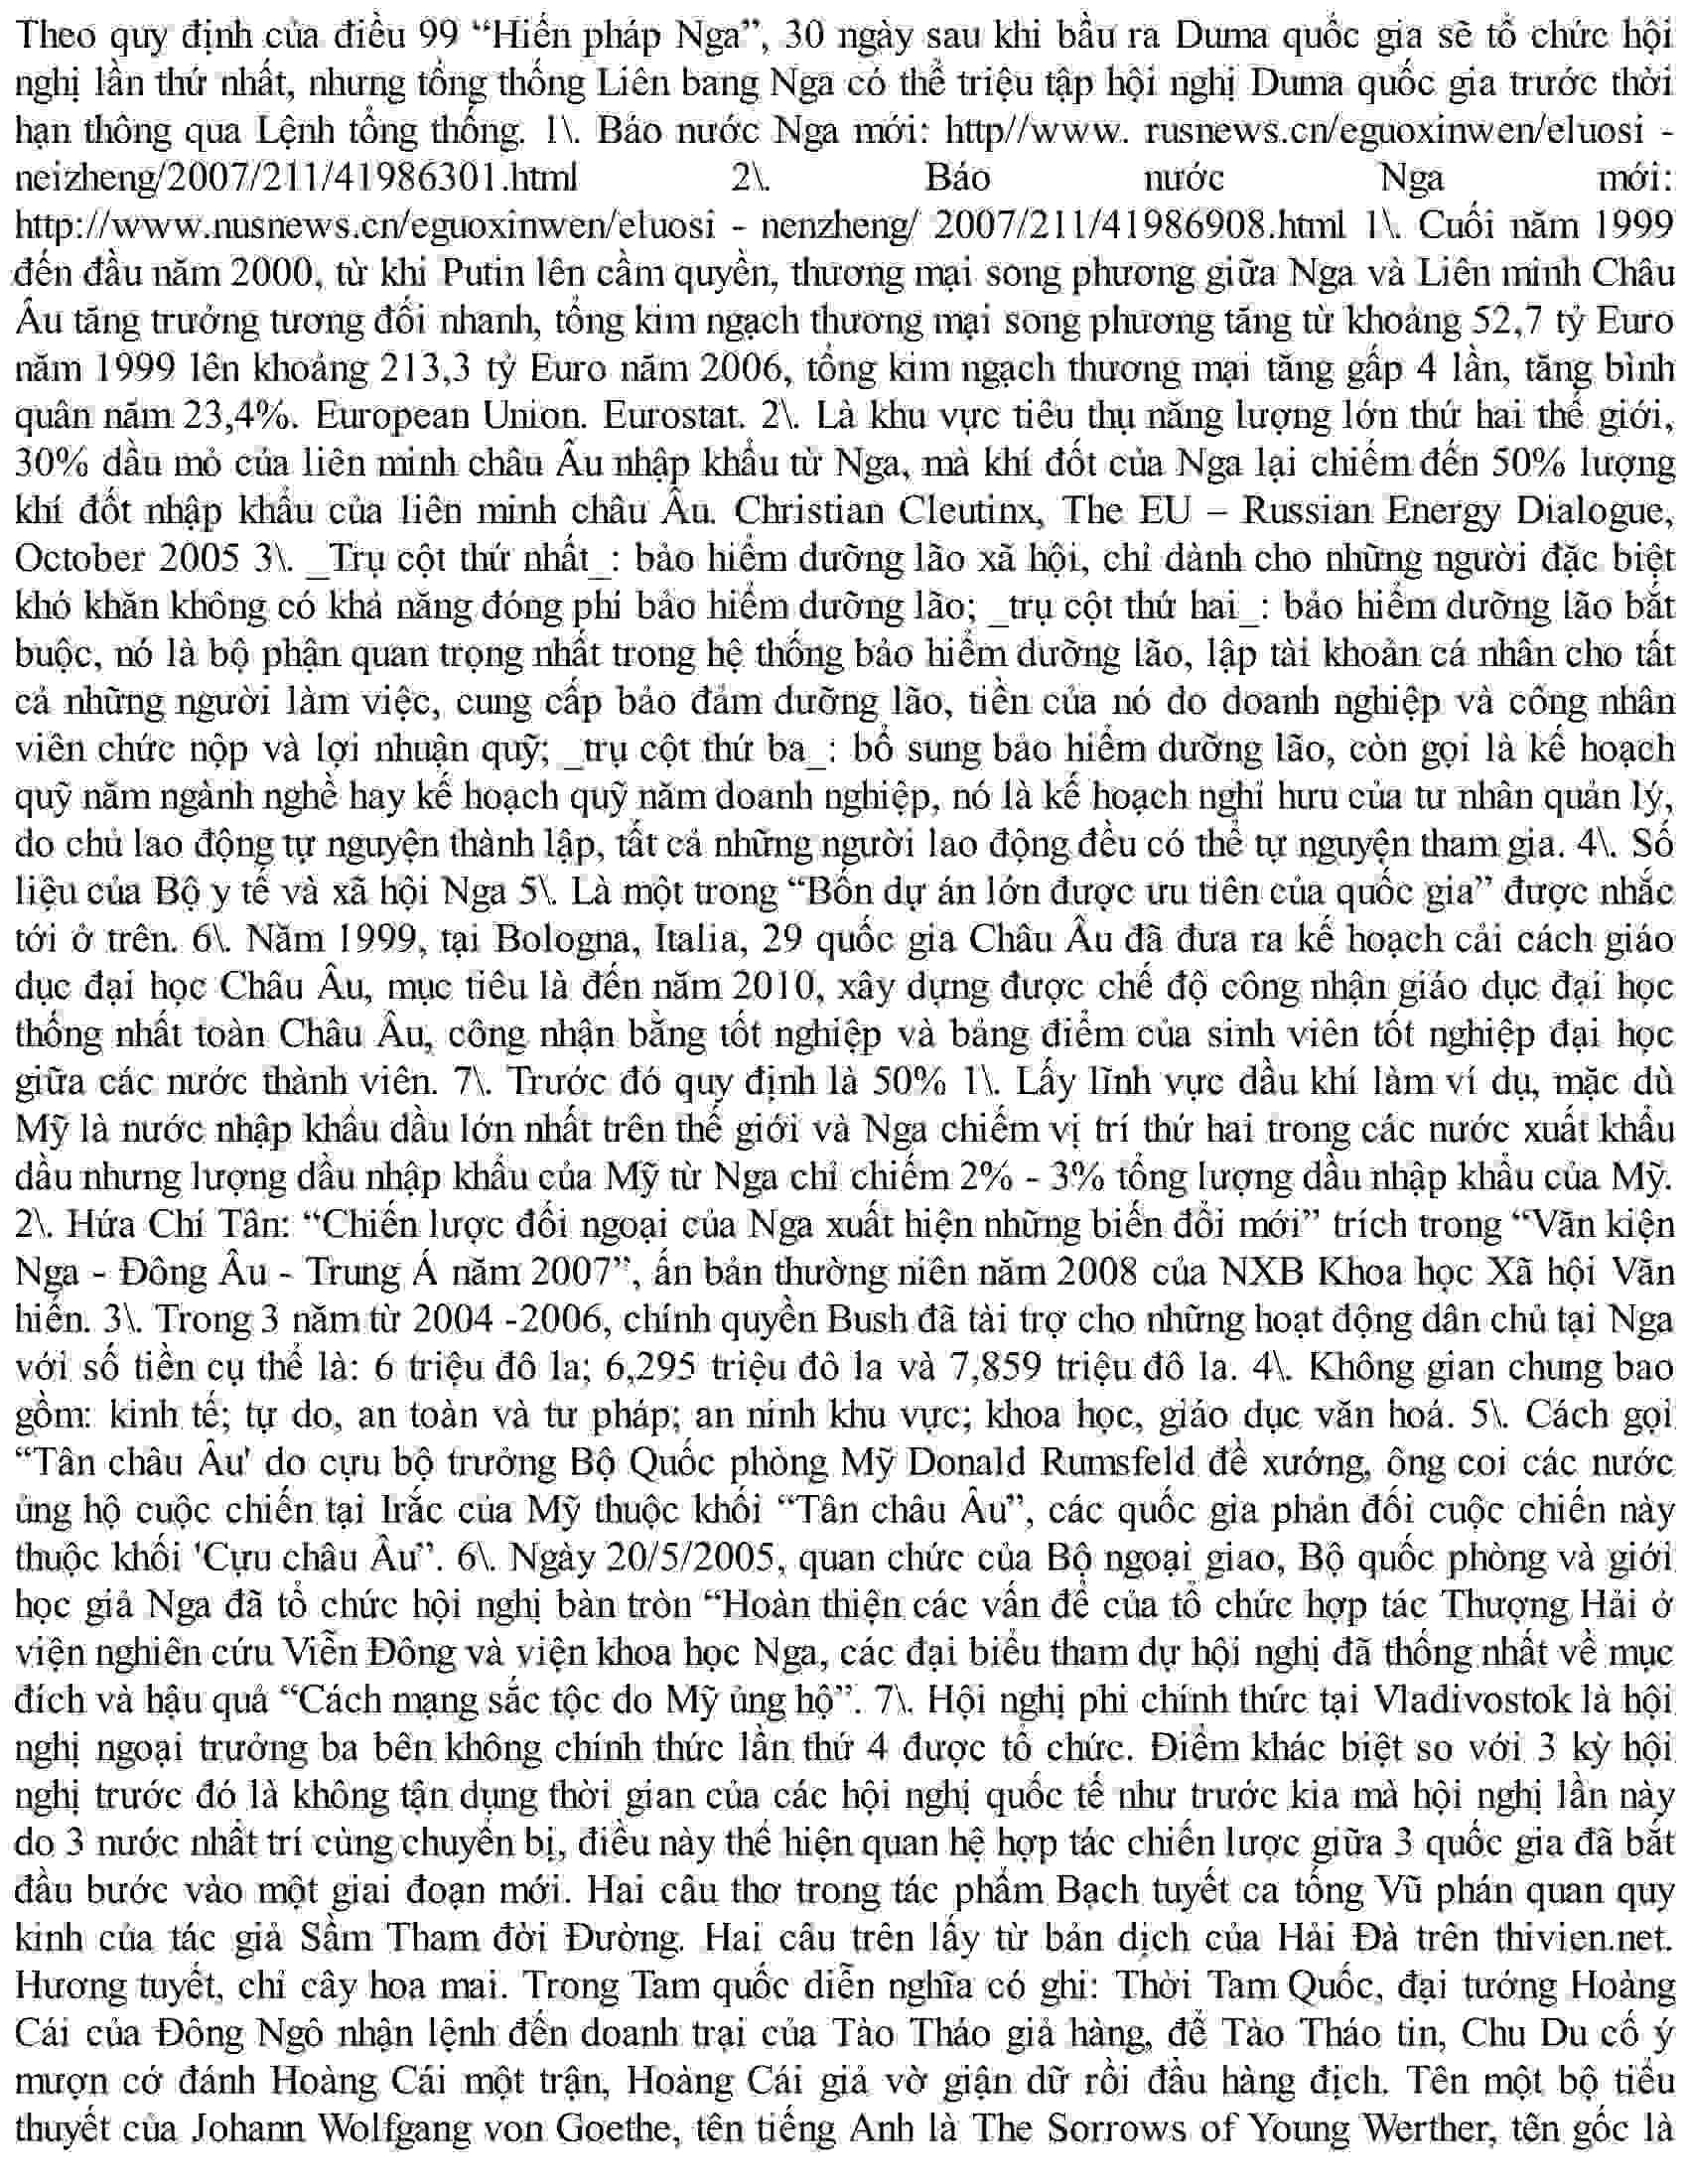 Theo quy định của điều 99 “Hiến pháp Nga”, 30 ngày sau khi bầu ra Duma quốc gia sẽ tổ chức hội
nghị lần thứ nhất, nhưng tổng thống Liên bang Nga có thể triệu tập hội nghị Duma quốc gia trước thời
hạn thông qua Lệnh tổng thống. 1\. Báo nước Nga mới: http//www. rusnews.cn/eguoxinwen/eluosi -
neizheng/2007/211/41986301.html 2\. Báo nước Nga mới:
http://www.nusnews.cn/eguoxinwen/eluosi - nenzheng/ 2007/211/41986908.html 1\. Cuối năm 1999
đến đầu năm 2000, từ khi Putin lên cầm quyền, thương mại song phương giữa Nga và Liên minh Châu
Âu tăng trưởng tương đối nhanh, tổng kim ngạch thương mại song phương tăng từ khoảng 52,7 tỷ Euro
năm 1999 lên khoảng 213,3 tỷ Euro năm 2006, tổng kim ngạch thương mại tăng gấp 4 lần, tăng bình
quân năm 23,4%. European Union. Eurostat. 2\. Là khu vực tiêu thụ năng lượng lớn thứ hai thế giới,
30% dầu mỏ của liên minh châu Âu nhập khẩu từ Nga, mà khí đốt của Nga lại chiếm đến 50% lượng
khí đốt nhập khẩu của liên minh châu Âu. Christian Cleutinx, The EU – Russian Energy Dialogue,
October 2005 3\. _Trụ cột thứ nhất_: bảo hiểm dưỡng lão xã hội, chỉ dành cho những người đặc biệt
khó khăn không có khả năng đóng phí bảo hiểm dưỡng lão; _trụ cột thứ hai_: bảo hiểm dưỡng lão bắt
buộc, nó là bộ phận quan trọng nhất trong hệ thống bảo hiểm dưỡng lão, lập tài khoản cá nhân cho tất
cả những người làm việc, cung cấp bảo đảm dưỡng lão, tiền của nó do doanh nghiệp và công nhân
viên chức nộp và lợi nhuận quỹ; _trụ cột thứ ba_: bổ sung bảo hiểm dưỡng lão, còn gọi là kế hoạch
quỹ năm ngành nghề hay kế hoạch quỹ năm doanh nghiệp, nó là kế hoạch nghỉ hưu của tư nhân quản lý,
do chủ lao động tự nguyện thành lập, tất cả những người lao động đều có thể tự nguyện tham gia. 4\. Số
liệu của Bộ y tế và xã hội Nga 5\. Là một trong “Bốn dự án lớn được ưu tiên của quốc gia” được nhắc
tới ở trên. 6\. Năm 1999, tại Bologna, Italia, 29 quốc gia Châu Âu đã đưa ra kế hoạch cải cách giáo
dục đại học Châu Âu, mục tiêu là đến năm 2010, xây dựng được chế độ công nhận giáo dục đại học
thống nhất toàn Châu Âu, công nhận bằng tốt nghiệp và bảng điểm của sinh viên tốt nghiệp đại học
giữa các nước thành viên. 7\. Trước đó quy định là 50% 1\. Lấy lĩnh vực dầu khí làm ví dụ, mặc dù
Mỹ là nước nhập khẩu dầu lớn nhất trên thế giới và Nga chiếm vị trí thứ hai trong các nước xuất khẩu
dầu nhưng lượng dầu nhập khẩu của Mỹ từ Nga chỉ chiếm 2% - 3% tổng lượng dầu nhập khẩu của Mỹ.
2\. Hứa Chí Tân: “Chiến lược đối ngoại của Nga xuất hiện những biến đổi mới” trích trong “Văn kiện
Nga - Đông Âu - Trung Á năm 2007”, ấn bản thường niên năm 2008 của NXB Khoa học Xã hội Văn
hiến. 3\. Trong 3 năm từ 2004 -2006, chính quyền Bush đã tài trợ cho những hoạt động dân chủ tại Nga
với số tiền cụ thể là: 6 triệu đô la; 6,295 triệu đô la và 7,859 triệu đô la. 4\. Không gian chung bao
gồm: kinh tế; tự do, an toàn và tư pháp; an ninh khu vực; khoa học, giáo dục văn hoá. 5\. Cách gọi
“Tân châu Âu' do cựu bộ trưởng Bộ Quốc phòng Mỹ Donald Rumsfeld đề xướng, ông coi các nước
ủng hộ cuộc chiến tại Irắc của Mỹ thuộc khối “Tân châu Âu”, các quốc gia phản đối cuộc chiến này
thuộc khối 'Cựu châu Âu”. 6\. Ngày 20/5/2005, quan chức của Bộ ngoại giao, Bộ quốc phòng và giới
học giả Nga đã tổ chức hội nghị bàn tròn “Hoàn thiện các vấn đề của tổ chức hợp tác Thượng Hải ở
viện nghiên cứu Viễn Đông và viện khoa học Nga, các đại biểu tham dự hội nghị đã thống nhất về mục
đích và hậu quả “Cách mạng sắc tộc do Mỹ ủng hộ”. 7\. Hội nghị phi chính thức tại Vladivostok là hội
nghị ngoại trưởng ba bên không chính thức lần thứ 4 được tổ chức. Điểm khác biệt so với 3 kỳ hội
nghị trước đó là không tận dụng thời gian của các hội nghị quốc tế như trước kia mà hội nghị lần này
do 3 nước nhất trí cùng chuyển bị, điều này thể hiện quan hệ hợp tác chiến lược giữa 3 quốc gia đã bắt
đầu bước vào một giai đoạn mới. Hai câu thơ trong tác phẩm Bạch tuyết ca tống Vũ phán quan quy
kinh của tác giả Sầm Tham đời Đường. Hai câu trên lấy từ bản dịch của Hải Đà trên thivien.net.
Hương tuyết, chỉ cây hoa mai. Trong Tam quốc diễn nghĩa có ghi: Thời Tam Quốc, đại tướng Hoàng
Cái của Đông Ngô nhận lệnh đến doanh trại của Tào Tháo giả hàng, để Tào Tháo tin, Chu Du cố ý
mượn cớ đánh Hoàng Cái một trận, Hoàng Cái giả vờ giận dữ rồi đầu hàng địch. Tên một bộ tiểu
thuyết của Johann Wolfgang von Goethe, tên tiếng Anh là The Sorrows of Young Werther, tên gốc là